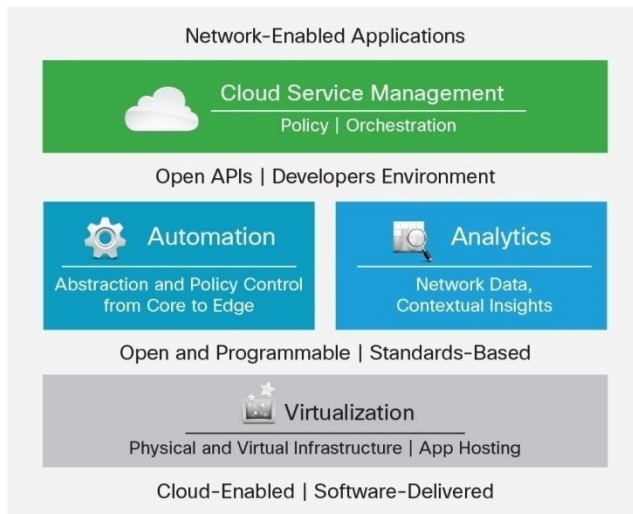 Network-Enabled Applications
Cloud Service Management
Policy | Orchestration
Open APIs | Developers Environment
Automation
Abstraction and Policy Control
from Core to Edge
Analytics
Network Data,
Contextual Insights
Open and Programmable | Standards-Based
Virtualization
Physical and Virtual Infrastructure | App Hosting
Cloud-Enabled | Software-Delivered